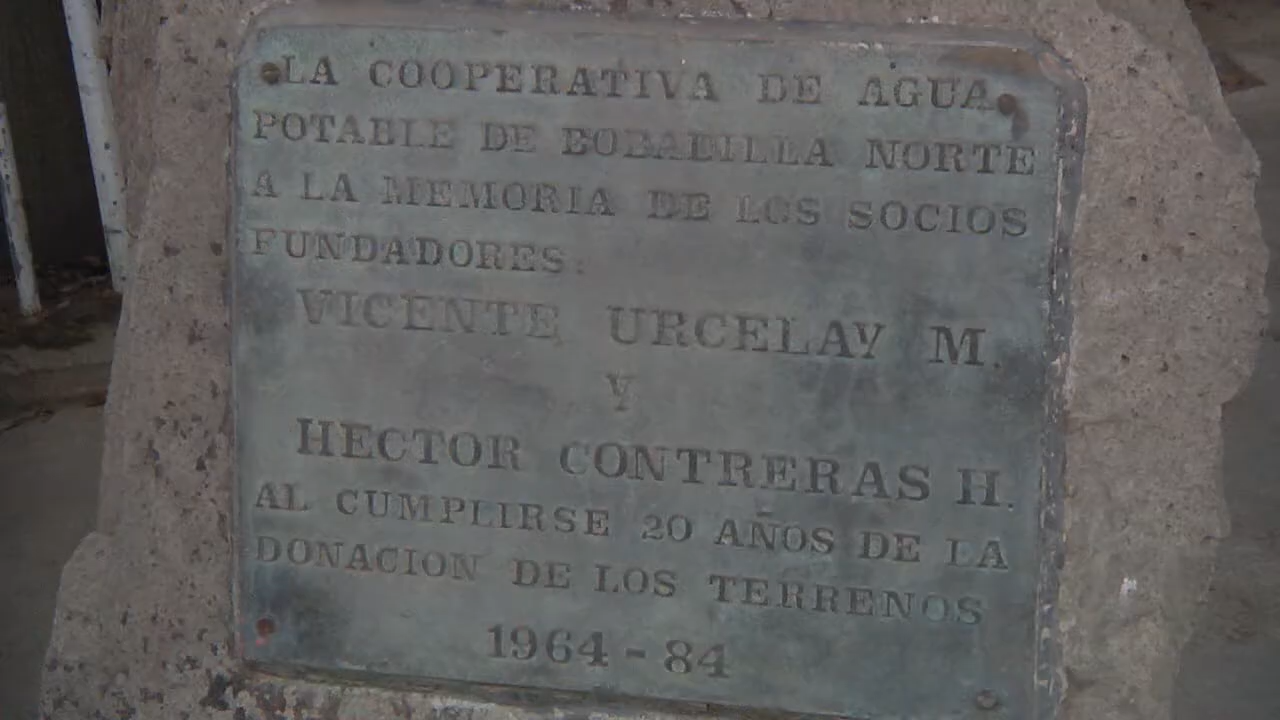 LA COOPERATIVA DE AGUA
POTABLE DE BOBADILLA NORTE
A LA MEMORIA DE LOS SOCIOS
FUNDADORES:
VICENTE URCELAY M.
Y
HECTOR CONTRERAS H.
AL CUMPLIRSE 20 AÑOS DE LA
DONACION DE LOS TERRENOS
1964-84